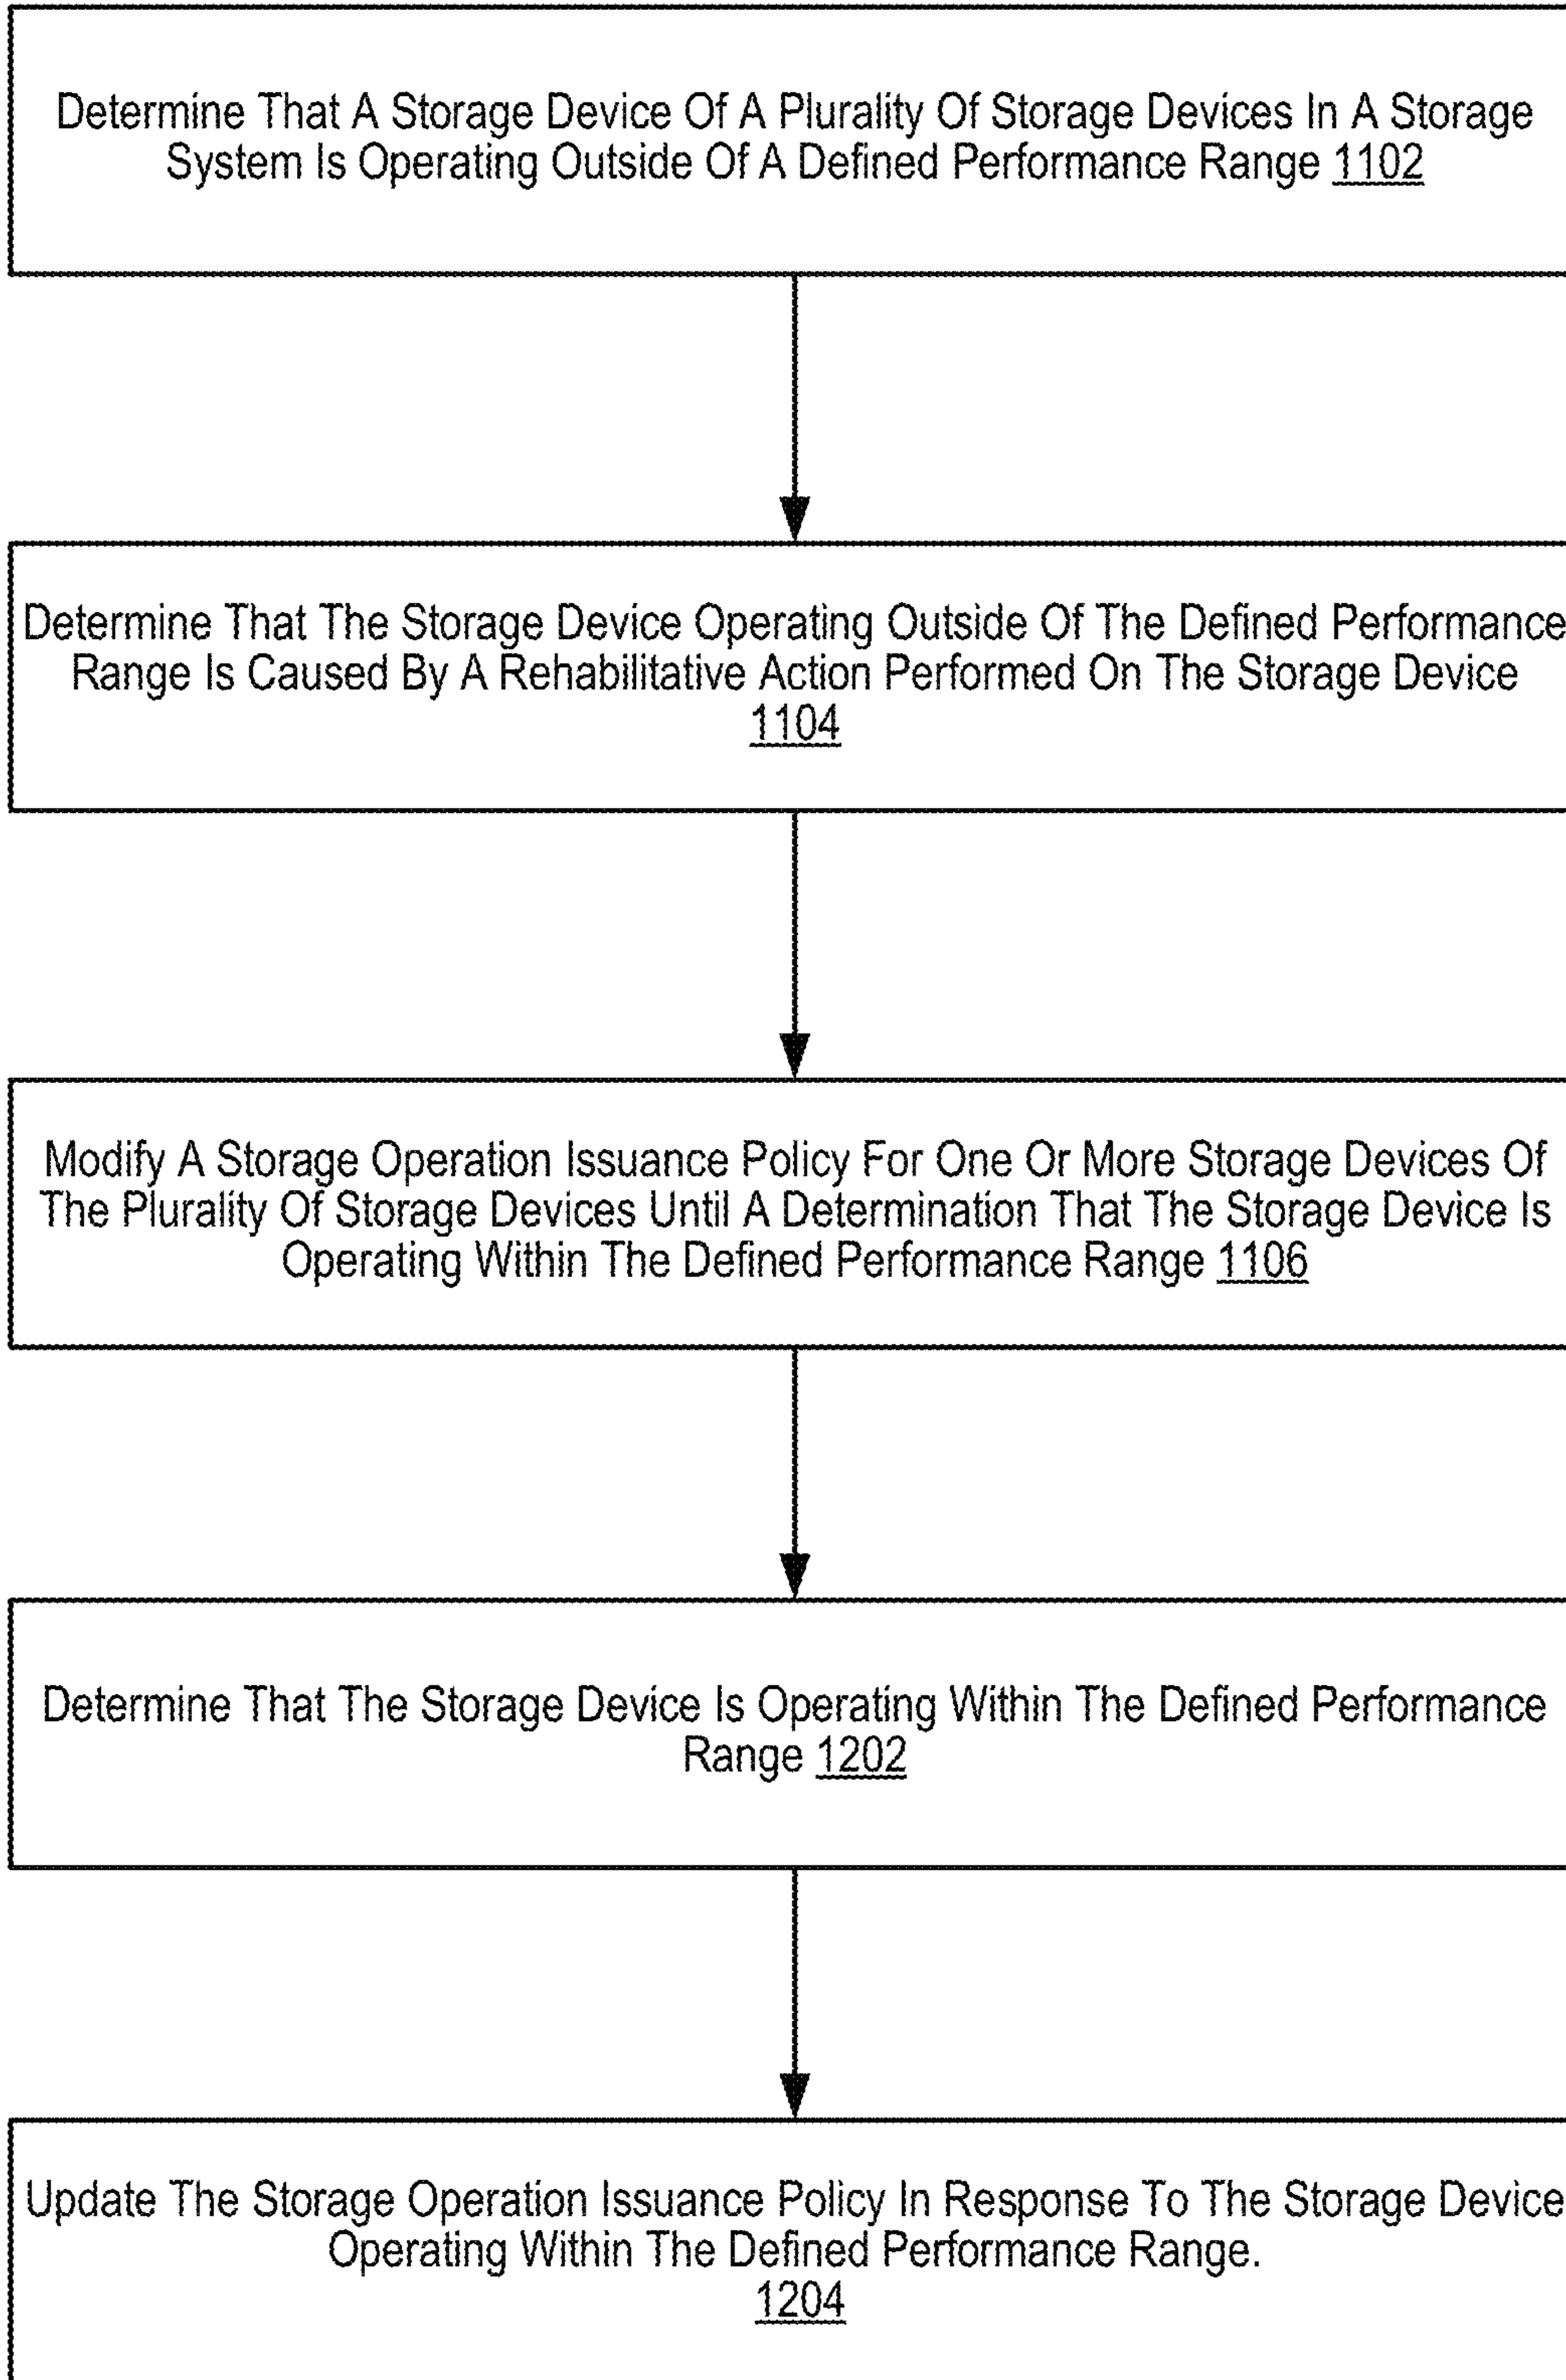 Determine That A Storage Device Of A Plurality Of Storage Devices In A Storage
System Is Operating Outside Of A Defined Performance Range 1102
Determine That The Storage Device Operating Outside Of The Defined Performance
Range Is Caused By A Rehabilitative Action Performed On The Storage Device
1104
Modify A Storage Operation Issuance Policy For One Or More Storage Devices Of
The Plurality Of Storage Devices Until A Determination That The Storage Device Is
Operating Within The Defined Performance Range 1106
Determine That The Storage Device Is Operating Within The Defined Performance
Range 1202
Update The Storage Operation Issuance Policy In Response To The Storage Device
Operating Within The Defined Performance Range.
1204